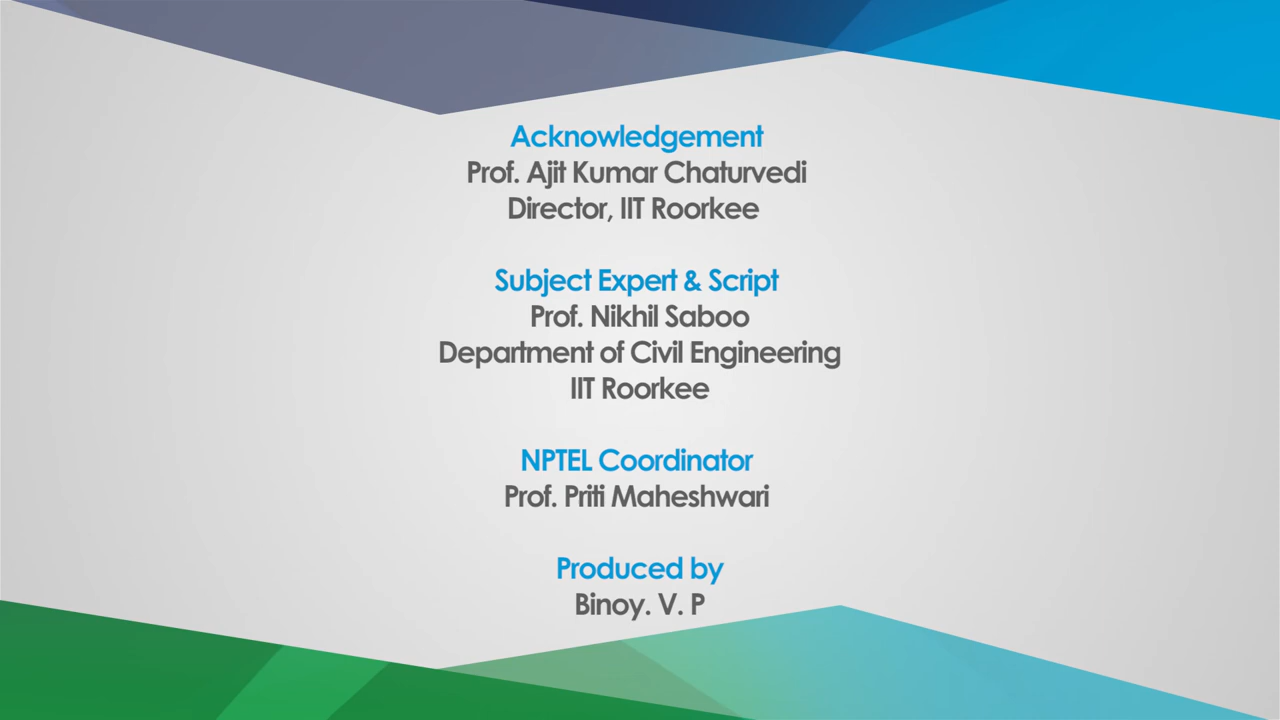 Acknowledgement
Prof. Ajit Kumar Chaturvedi
Director, IIT Roorkee
Subject Expert & Script
Prof. Nikhil Saboo
Department of Civil Engineering
IIT Roorkee
NPTEL Coordinator
Prof. Priti Maheshwari
Produced by
Binoy. V. P